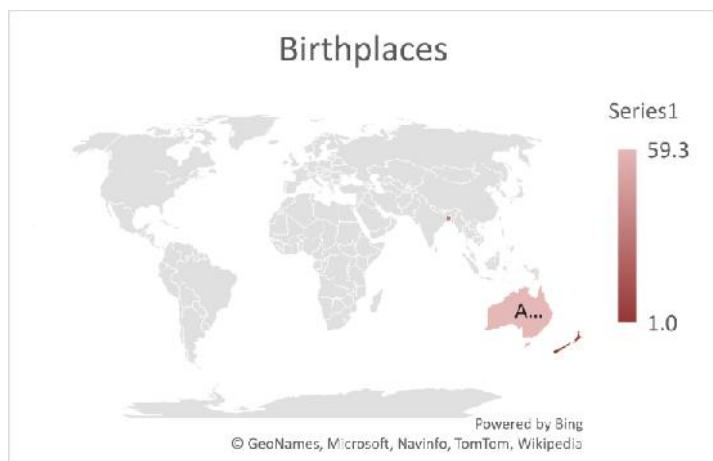 Birthplaces
Series1
59.3
1.0
A...
Powered by Bing
© GeoNames, Microsoft, Navinfo, TomTom, Wikipedia